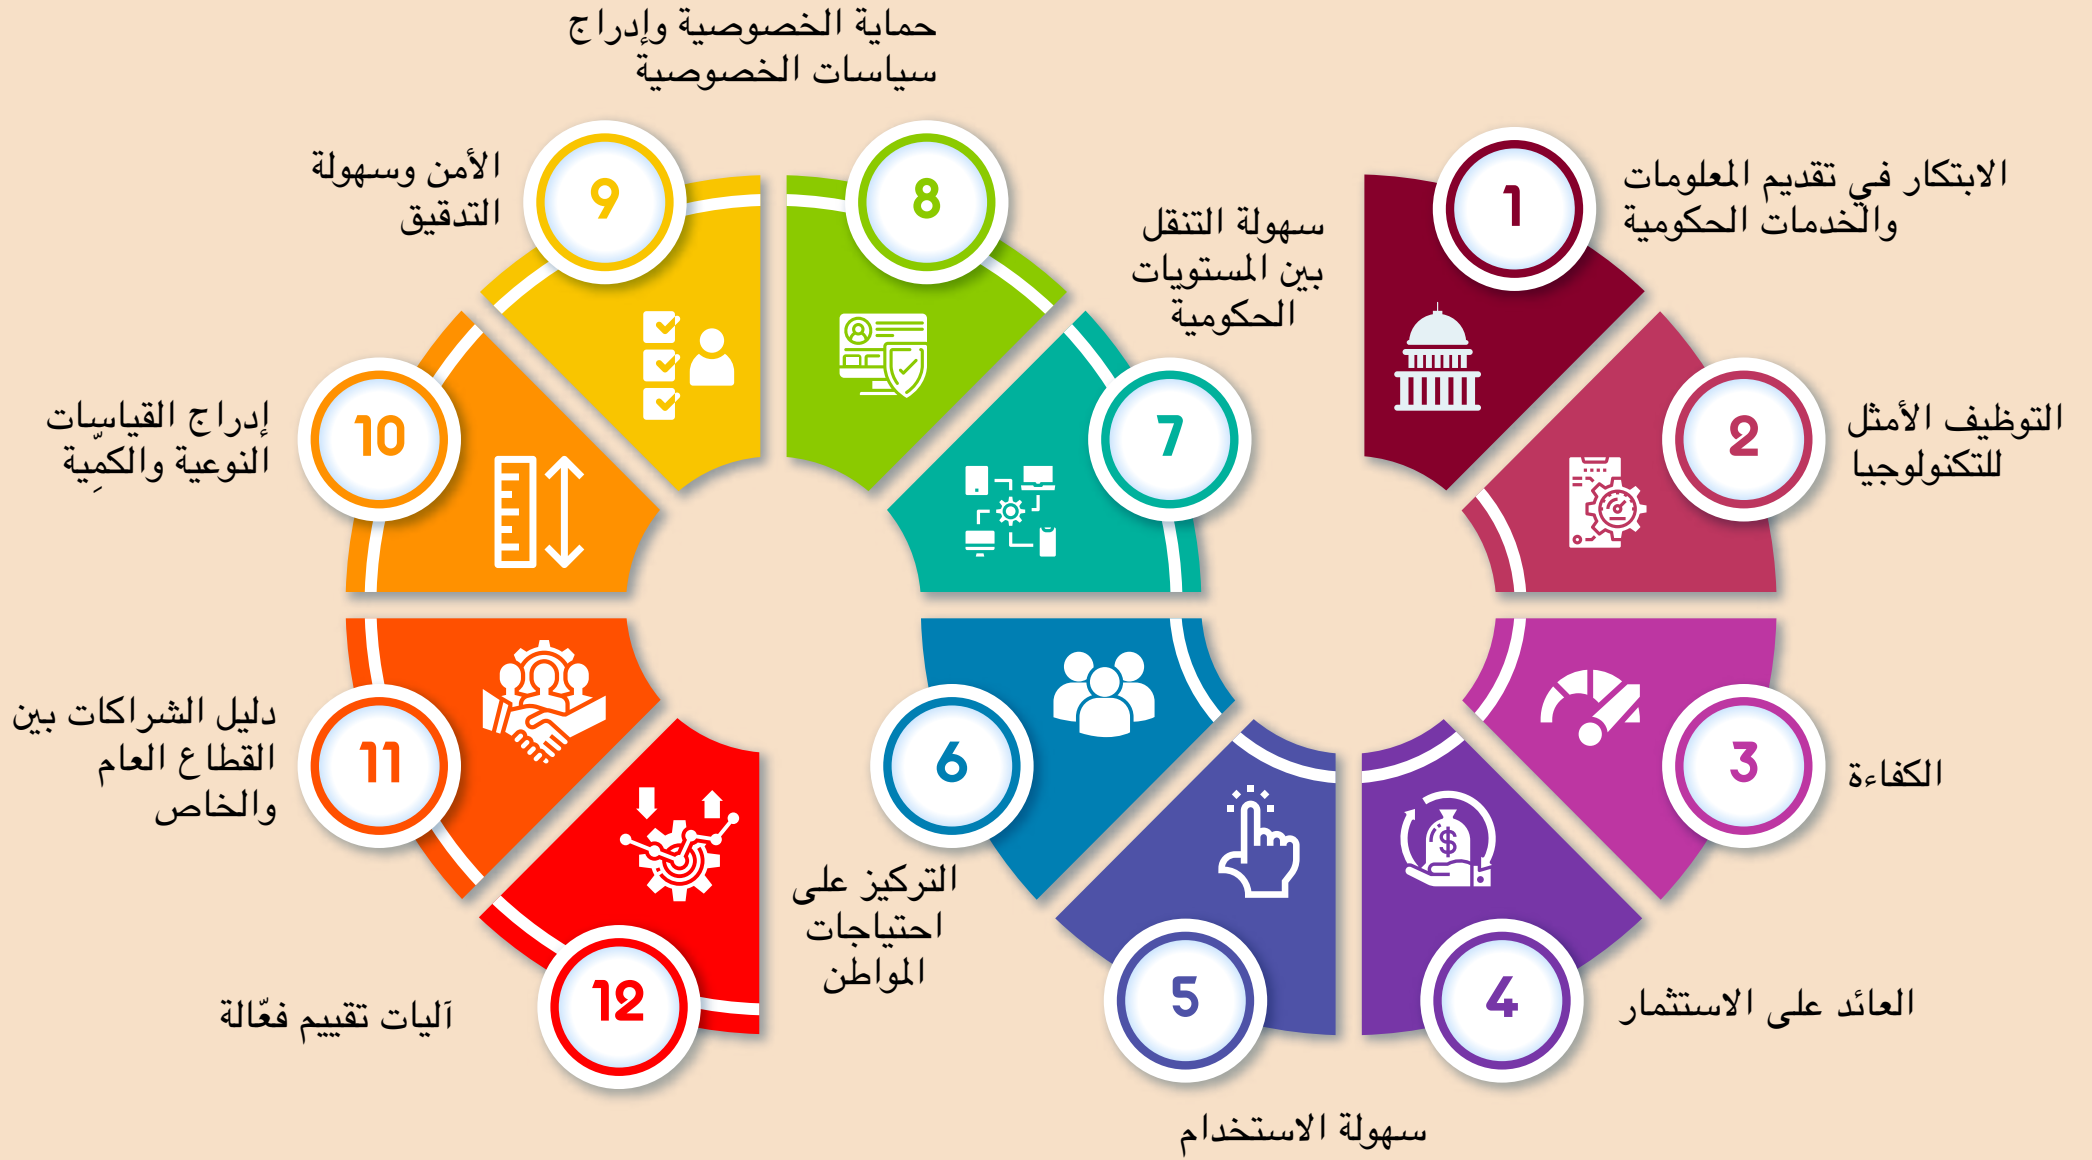 1
الابتكار في تقديم المعلومات
والخدمات الحكومية
2
التوظيف الأمثل
للتكنولوجيا
3
الكفاءة
4
العائد على الاستثمار
5
سهولة الاستخدام
6
التركيز على
احتياجات
المواطن
7
سهولة التنقل
بين المستويات
الحكومية
8
حماية الخصوصية وإدراج
سياسات الخصوصية
9
الأمن وسهولة
التدقيق
10
إدراج القياسات
النوعية والكمّية
11
دليل الشراكات بين
القطاع العام
والخاص
12
آليات تقييم فعّالة
$